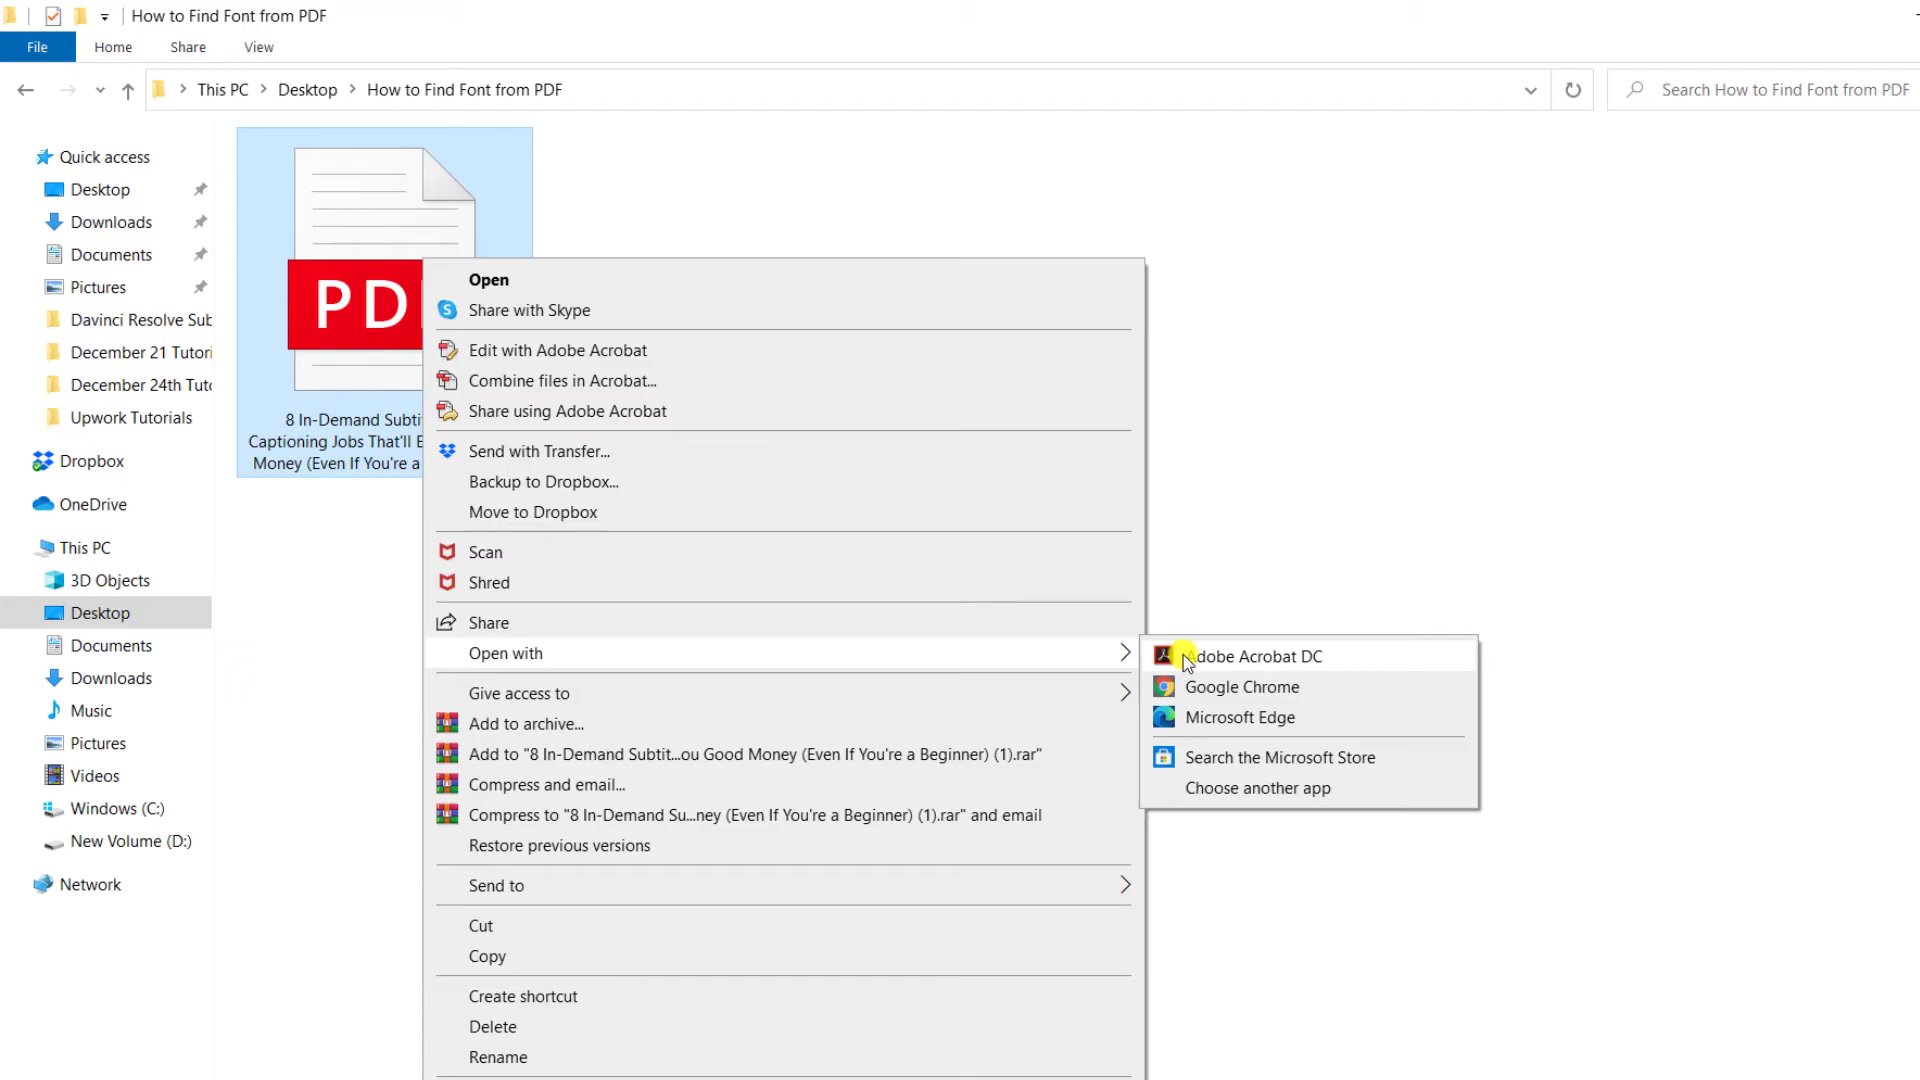 How to Find Font from PDF
File Home Share View
This PC Desktop How to Find Font from PDF
Search How to Find Font from PDF
Quick access
Desktop
Downloads
Documents
Pictures
Davinci Resolve Sub
December 21 Tutori
December 24th Tuto
Upwork Tutorials
Dropbox
OneDrive
This PC
3D Objects
Desktop
Documents
Downloads
Music
Pictures
Videos
Windows (C:)
New Volume (D:)
Network
PD
8 In-Demand Subti
Captioning Jobs That'll E
Money (Even If You're a
Open
Share with Skype
Edit with Adobe Acrobat
Combine files in Acrobat...
Share using Adobe Acrobat
Send with Transfer...
Backup to Dropbox...
Move to Dropbox
Scan
Shred
Share
Open with
Give access to
Add to archive...
Add to "8 In-Demand Subtit...ou Good Money (Even If You're a Beginner) (1).rar"
Compress and email...
Compress to "8 In-Demand Su...ney (Even If You're a Beginner) (1).rar" and email
Restore previous versions
Send to
Cut
Copy
Create shortcut
Delete
Rename
Adobe Acrobat DC
Google Chrome
Microsoft Edge
Search the Microsoft Store
Choose another app